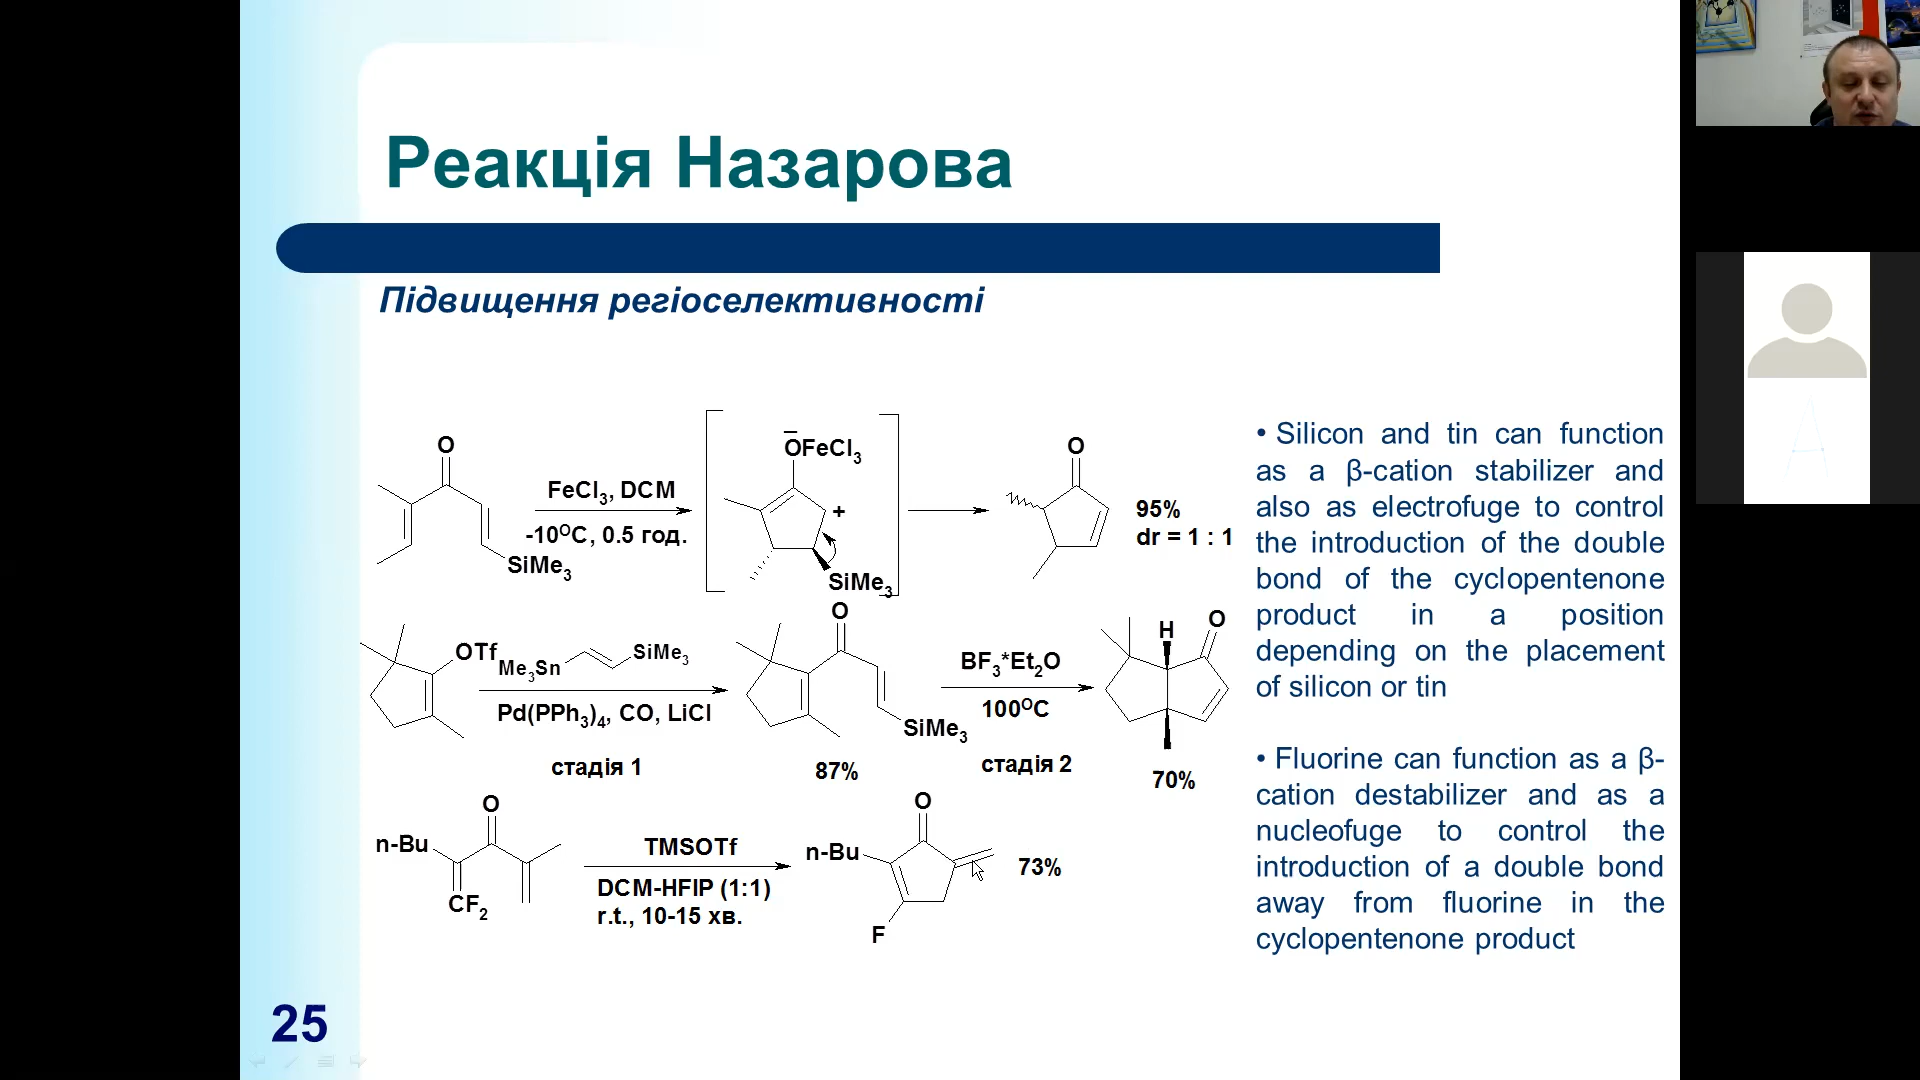 Реакція Назарова
Підвищення регіоселективності
O
FeCl3, DCM
-10OC, 0.5 год.
SiMe3
OFeCl3
+
SiMe3
O
95%
dr = 1 : 1
OTf
Me3Sn
SiMe3
Pd(PPh3)4, CO, LiCl
стадія 1
O
SiMe3
87%
BF3*Et2O
100OC
стадія 2
H
O
70%
O
n-Bu
CF2
TMSOTf
DCM-HFIP (1:1)
r.t., 10-15 хв.
O
n-Bu
F
73%
• Silicon and tin can function
as a β-cation stabilizer and
also as electrofuge to control
the introduction of the double
bond of the cyclopentenone
product in a position
depending on the placement
of silicon or tin
• Fluorine can function as a β-
cation destabilizer and as a
nucleofuge to control the
introduction of a double bond
away from fluorine in the
cyclopentenone product
25